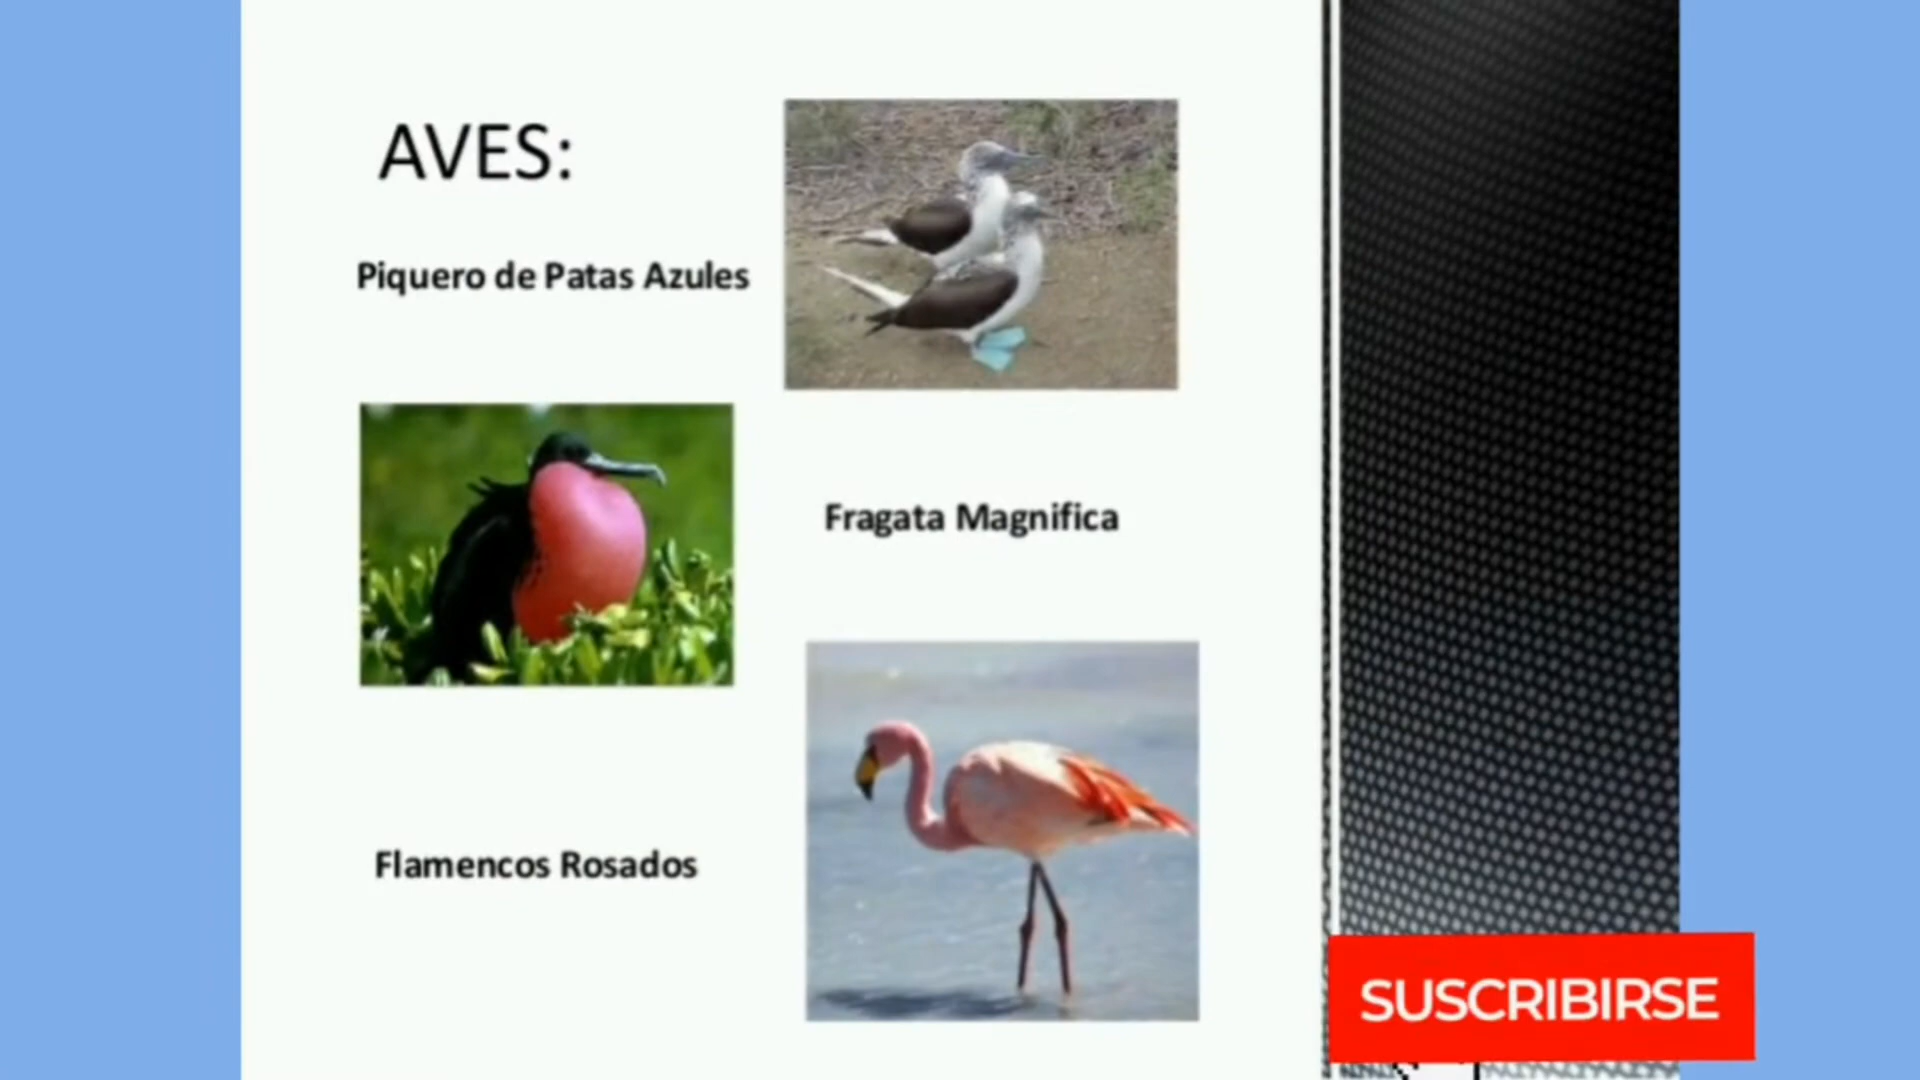 AVES:
Piquero de Patas Azules
Fragata Magnifica
Flamencos Rosados
SUSCRIBIRSE